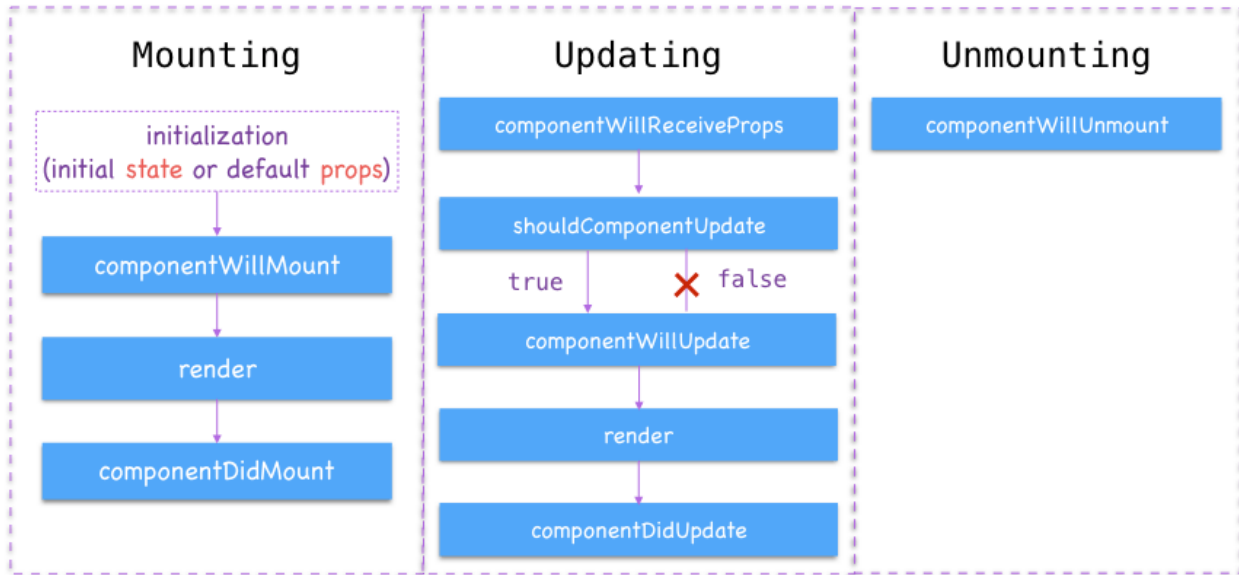 Mounting
initialization
(initial state or default props)
componentWillMount
render
componentDidMount
Updating
componentWillReceiveProps
shouldComponentUpdate
true
false
componentWillUpdate
render
componentDidUpdate
Unmounting
componentWillUnmount